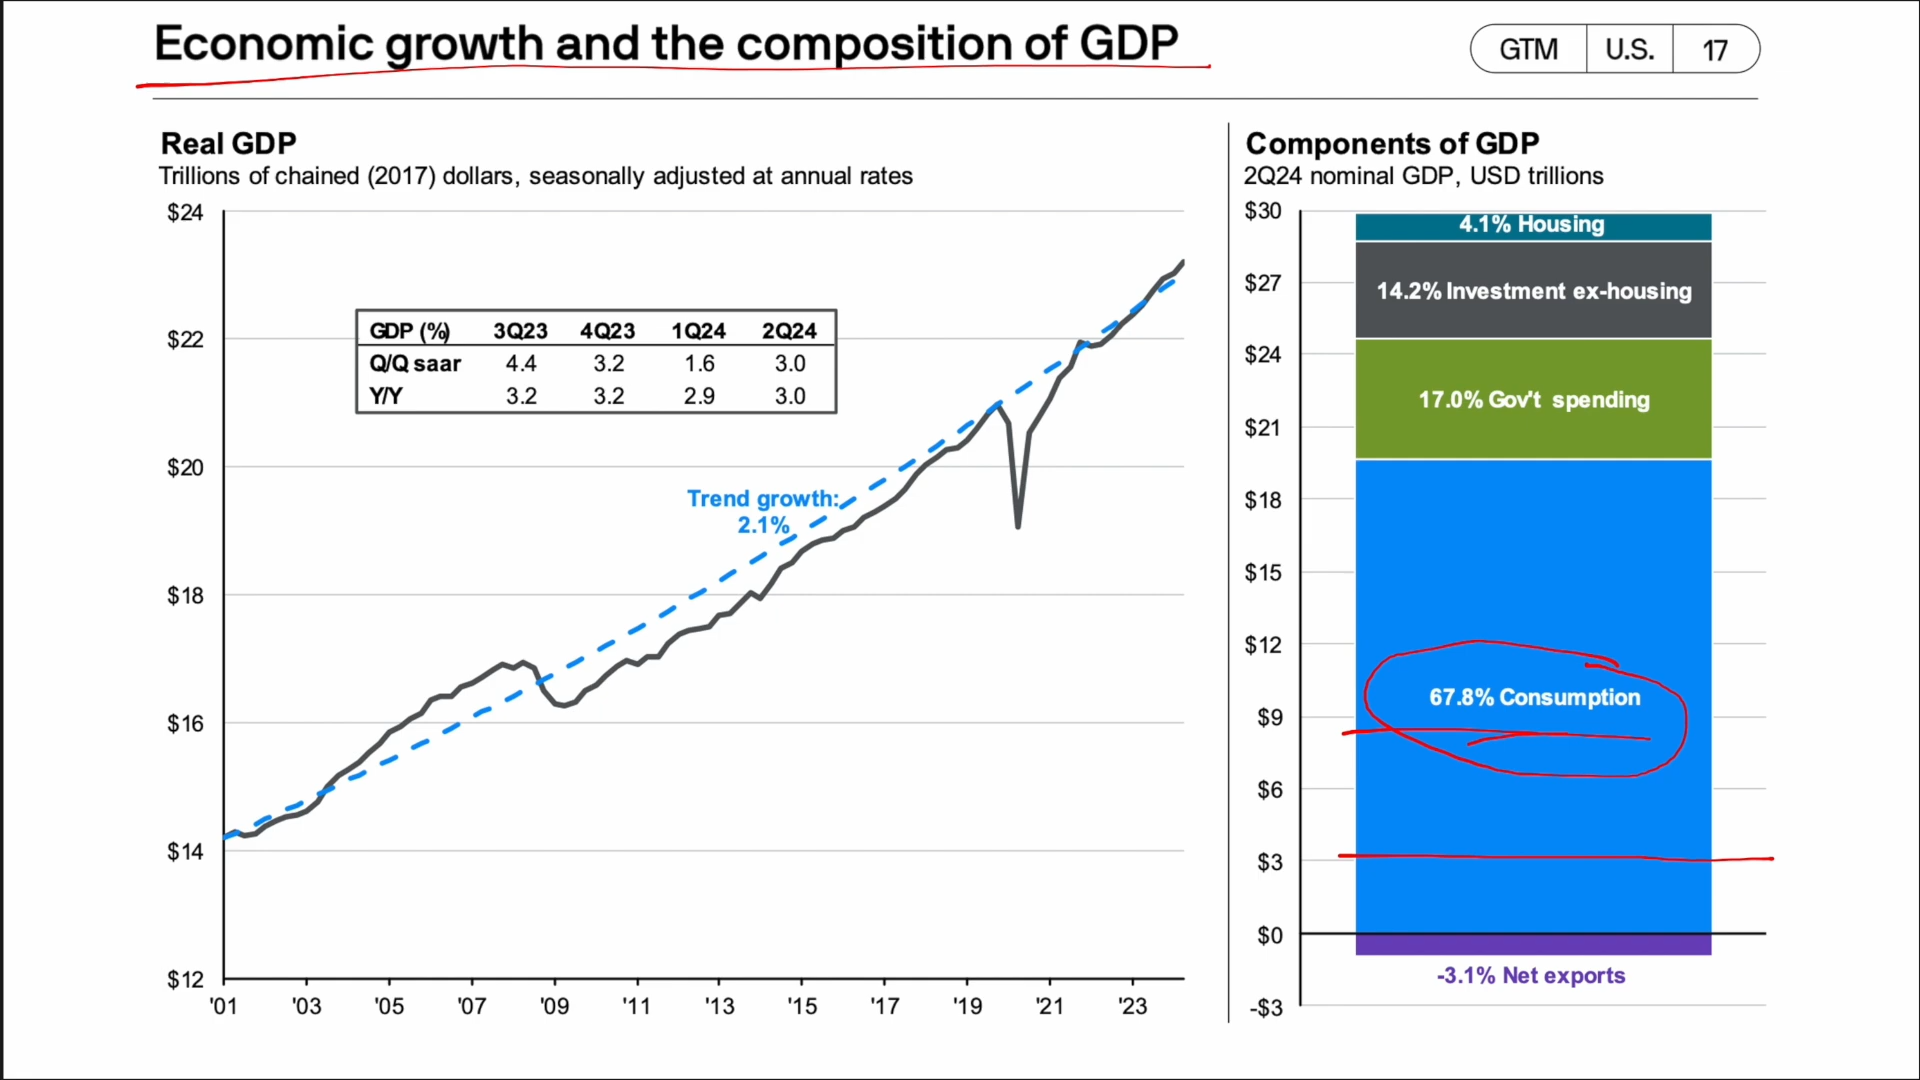 Economic growth and the composition of GDP
GTM U.S. 17
Real GDP
Trillions of chained (2017) dollars, seasonally adjusted at annual rates
$24
$22
$20
$18
$16
$14
$12
GDP (%) 3Q23 4Q23 1Q24 2Q24
Q/Q saar 4.4 3.2 1.6 3.0
Y/Y 3.2 3.2 2.9 3.0
Trend growth:
2.1%
'01 '03 '05 '07 '09 '11 '13 '15 '17 '19 '21 '23
Components of GDP
2Q24 nominal GDP, USD trillions
$30
$27
$24
$21
$18
$15
$12
$9
$6
$3
$0
-$3
4.1% Housing
14.2% Investment ex-housing
17.0% Gov't spending
67.8% Consumption
-3.1% Net exports